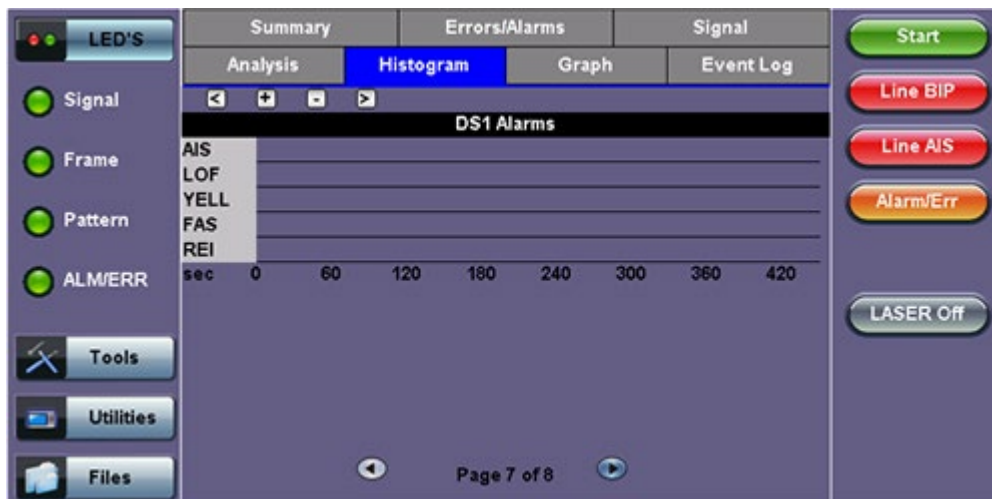 LED'S
Signal
Frame
Pattern
ALM/ERR
Tools
Utilities
Files
Summary Errors/Alarms Signal
Analysis Histogram Graph Event Log
< + - >
DS1 Alarms
AIS
LOF
YELL
FAS
REI
sec 0 60 120 180 240 300 360 420
Page 7 of 8
Start
Line BIP
Line AIS
Alarm/Err
LASER Off